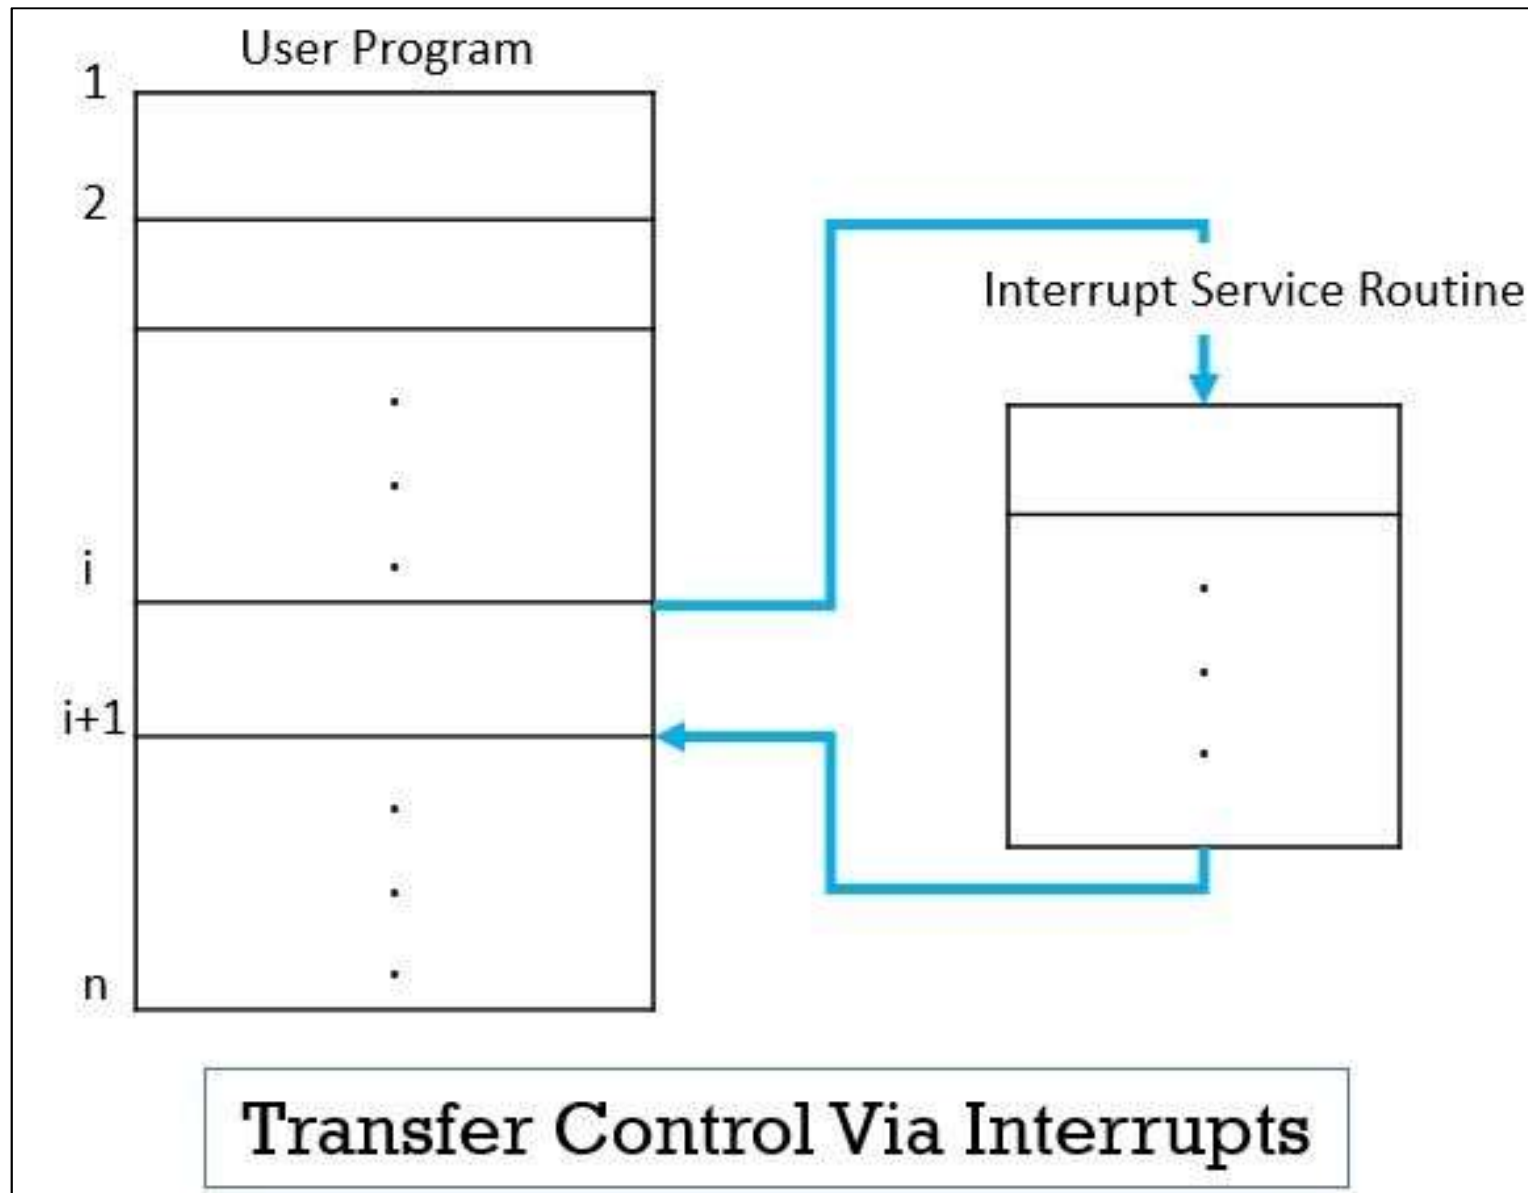 User Program
1
2
Interrupt Service Routine
i
i+1
n
Transfer Control Via Interrupts